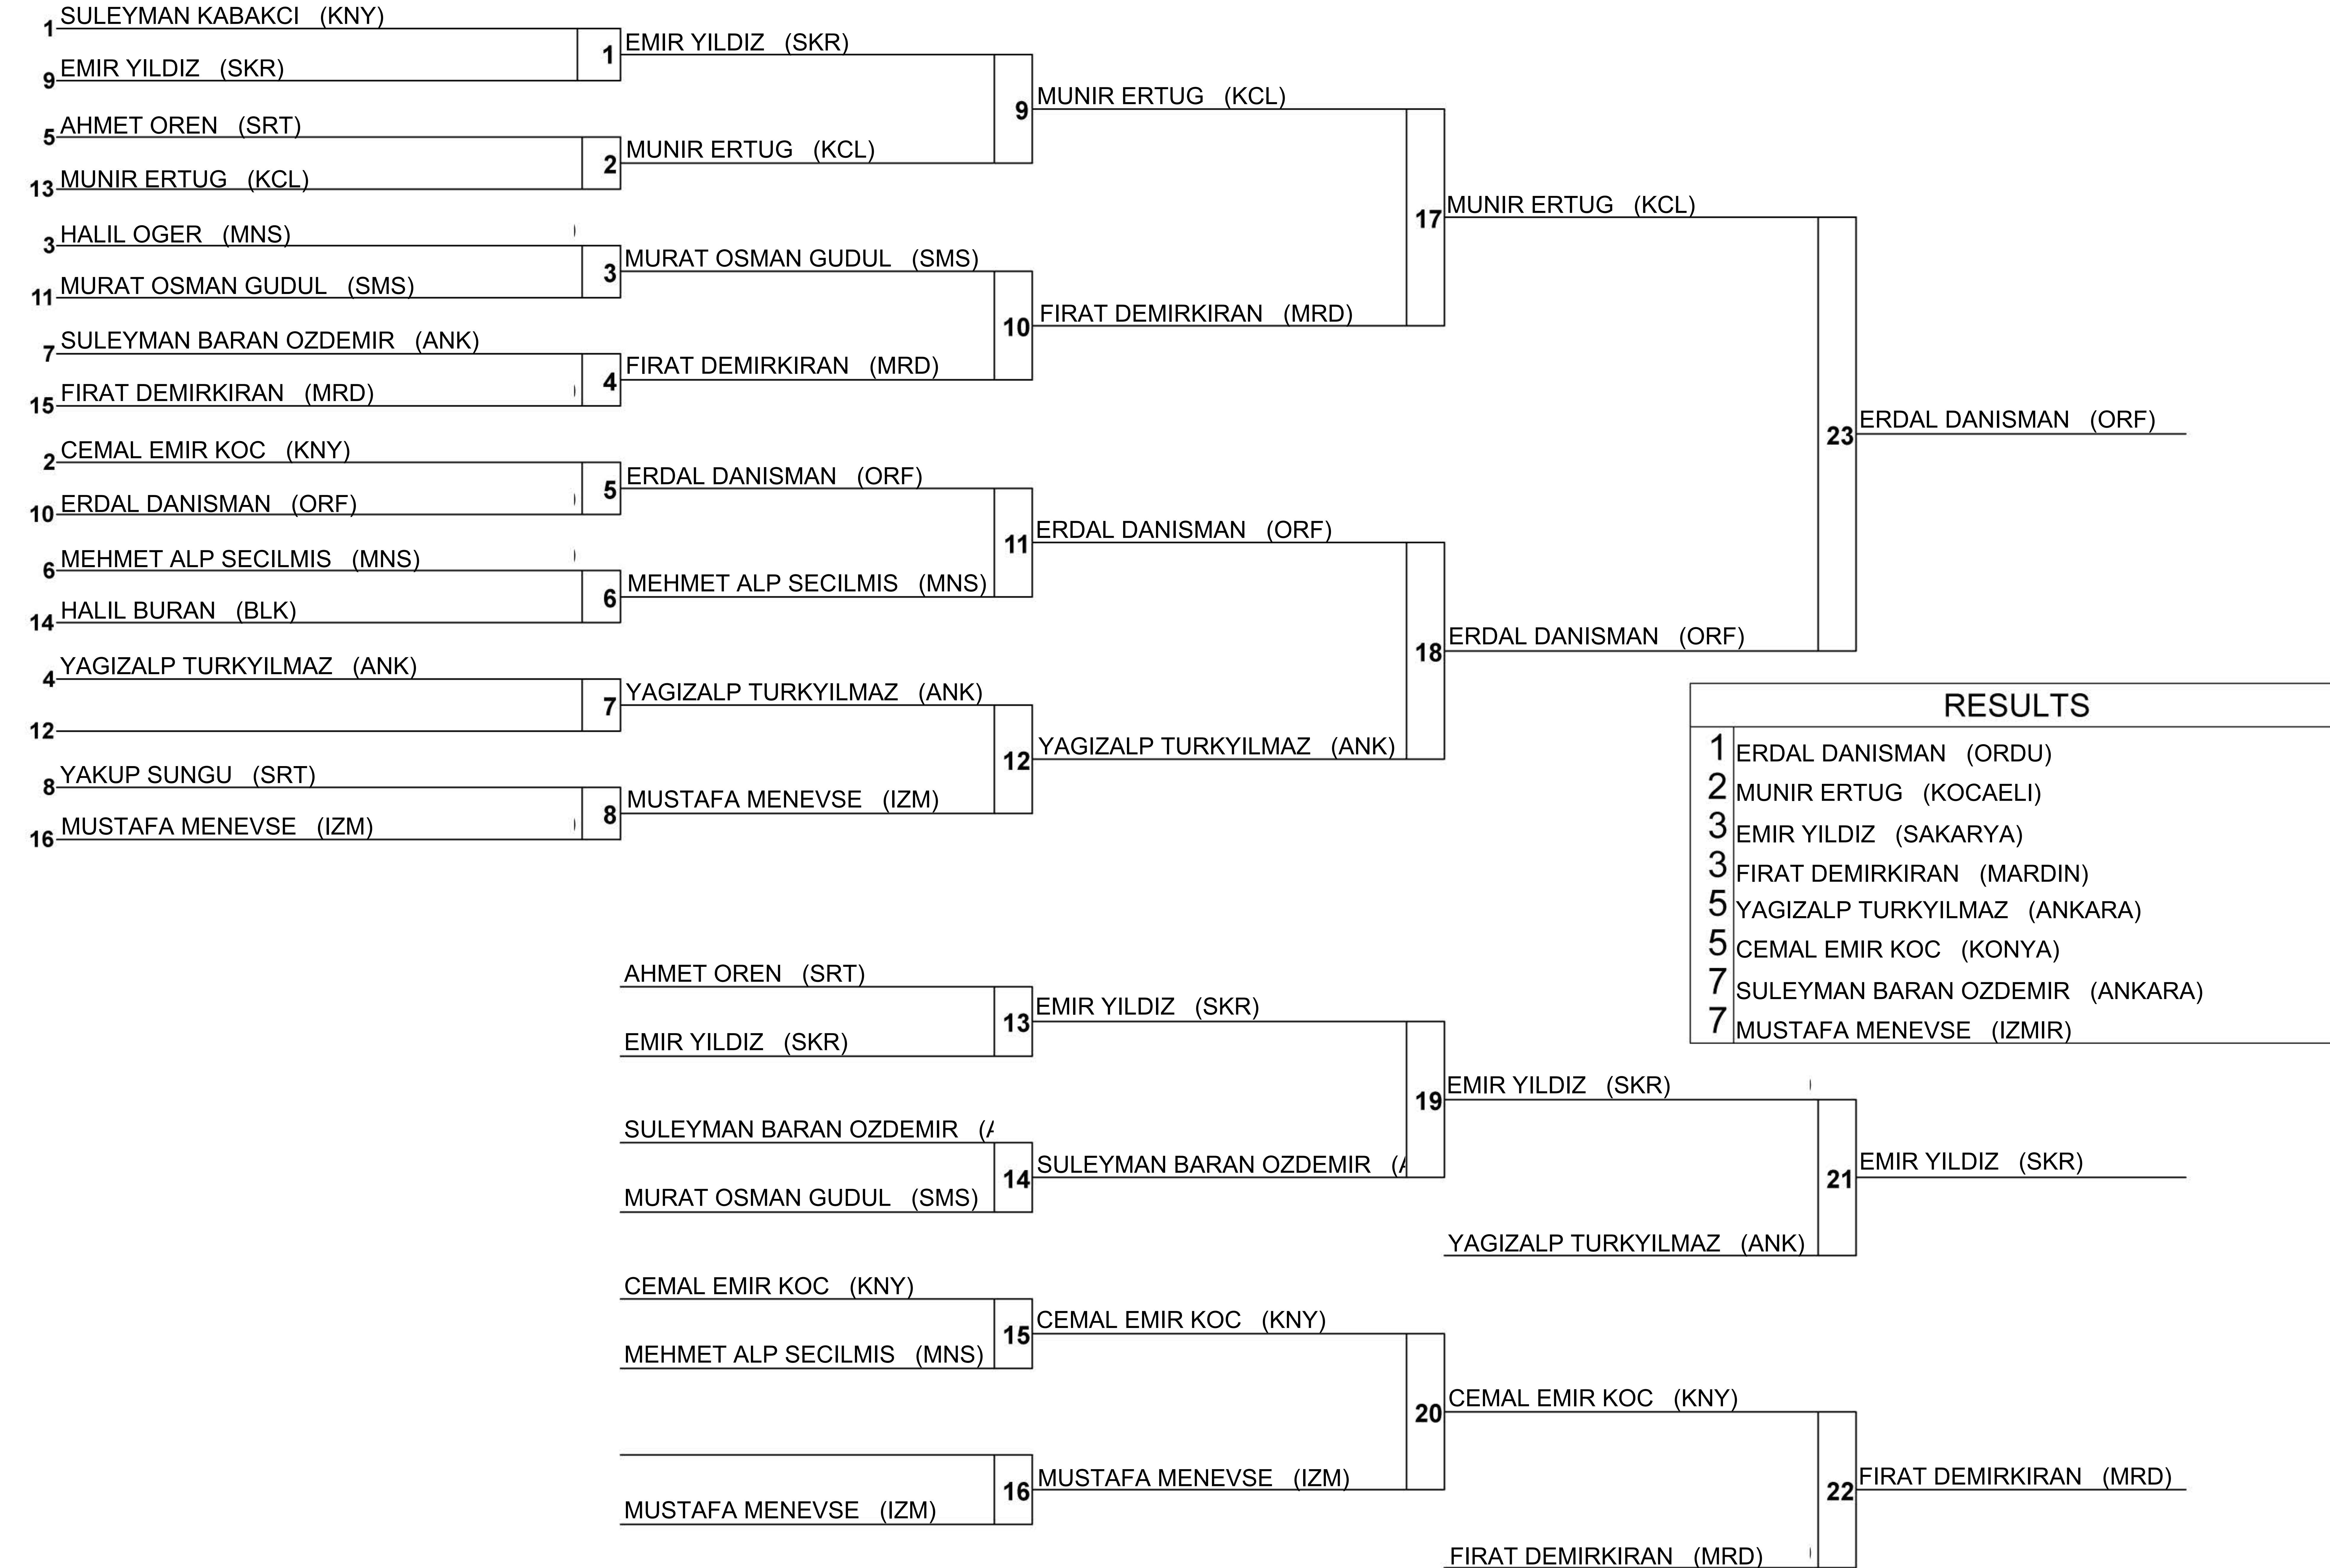 1 SULEYMAN KABAKCI (KNY)
9 EMIR YILDIZ (SKR)
5 AHMET OREN (SRT)
13 MUNIR ERTUG (KCL)
3 HALIL OGER (MNS)
11 MURAT OSMAN GUDUL (SMS)
7 SULEYMAN BARAN OZDEMIR (ANK)
15 FIRAT DEMIRKIRAN (MRD)
2 CEMAL EMIR KOC (KNY)
10 ERDAL DANISMAN (ORF)
6 MEHMET ALP SECILMIS (MNS)
14 HALIL BURAN (BLK)
4 YAGIZALP TURKYILMAZ (ANK)
12
8 YAKUP SUNGU (SRT)
16 MUSTAFA MENEVSE (IZM)
1 EMIR YILDIZ (SKR)
2 MUNIR ERTUG (KCL)
3 MURAT OSMAN GUDUL (SMS)
4 FIRAT DEMIRKIRAN (MRD)
5 ERDAL DANISMAN (ORF)
6 MEHMET ALP SECILMIS (MNS)
7 YAGIZALP TURKYILMAZ (ANK)
8 MUSTAFA MENEVSE (IZM)
9 MUNIR ERTUG (KCL)
10 FIRAT DEMIRKIRAN (MRD)
11 ERDAL DANISMAN (ORF)
12 YAGIZALP TURKYILMAZ (ANK)
17 MUNIR ERTUG (KCL)
18 ERDAL DANISMAN (ORF)
23 ERDAL DANISMAN (ORF)
RESULTS
1 ERDAL DANISMAN (ORDU)
2 MUNIR ERTUG (KOCAELI)
3 EMIR YILDIZ (SAKARYA)
3 FIRAT DEMIRKIRAN (MARDIN)
5 YAGIZALP TURKYILMAZ (ANKARA)
5 CEMAL EMIR KOC (KONYA)
7 SULEYMAN BARAN OZDEMIR (ANKARA)
7 MUSTAFA MENEVSE (IZMIR)
AHMET OREN (SRT)
EMIR YILDIZ (SKR)
SULEYMAN BARAN OZDEMIR (A
MURAT OSMAN GUDUL (SMS)
CEMAL EMIR KOC (KNY)
MEHMET ALP SECILMIS (MNS)
MUSTAFA MENEVSE (IZM)
13 EMIR YILDIZ (SKR)
14 SULEYMAN BARAN OZDEMIR (A
15 CEMAL EMIR KOC (KNY)
16 MUSTAFA MENEVSE (IZM)
19 EMIR YILDIZ (SKR)
YAGIZALP TURKYILMAZ (ANK)
20 CEMAL EMIR KOC (KNY)
FIRAT DEMIRKIRAN (MRD)
21 EMIR YILDIZ (SKR)
22 FIRAT DEMIRKIRAN (MRD)